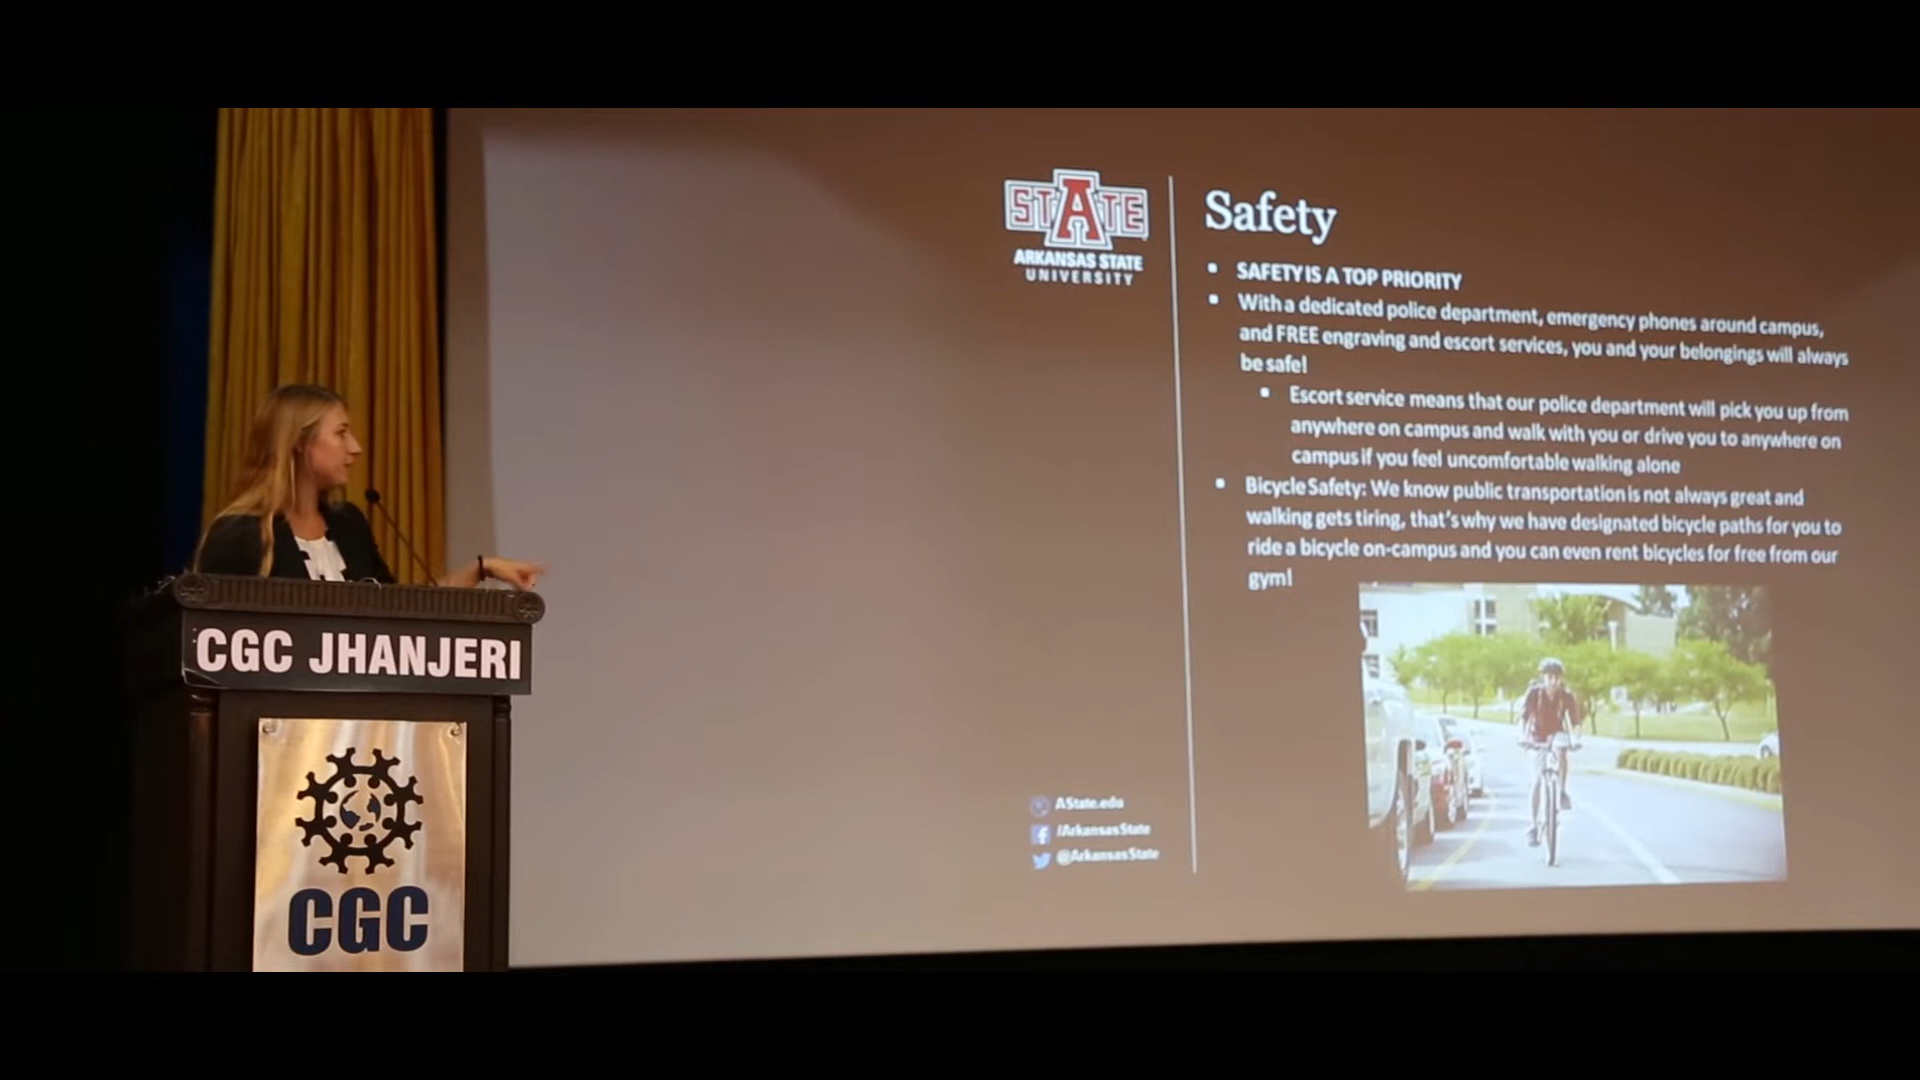 STATE
ARKANSAS STATE
UNIVERSITY
Safety
SAFETY IS A TOP PRIORITY
With a dedicated police department, emergency phones around campus,
and FREE engraving and escort services, you and your belongings will always
be safe!
Escort service means that our police department will pick you up from
anywhere on campus and walk with you or drive you to anywhere on
campus if you feel uncomfortable walking alone
Bicycle Safety: We know public transportation is not always great and
walking gets tiring, that's why we have designated bicycle paths for you to
ride a bicycle on-campus and you can even rent bicycles for free from our
gym!
AState.edu
/ArkansasState
@ArkansasState
CGC JHANJERI
CGC